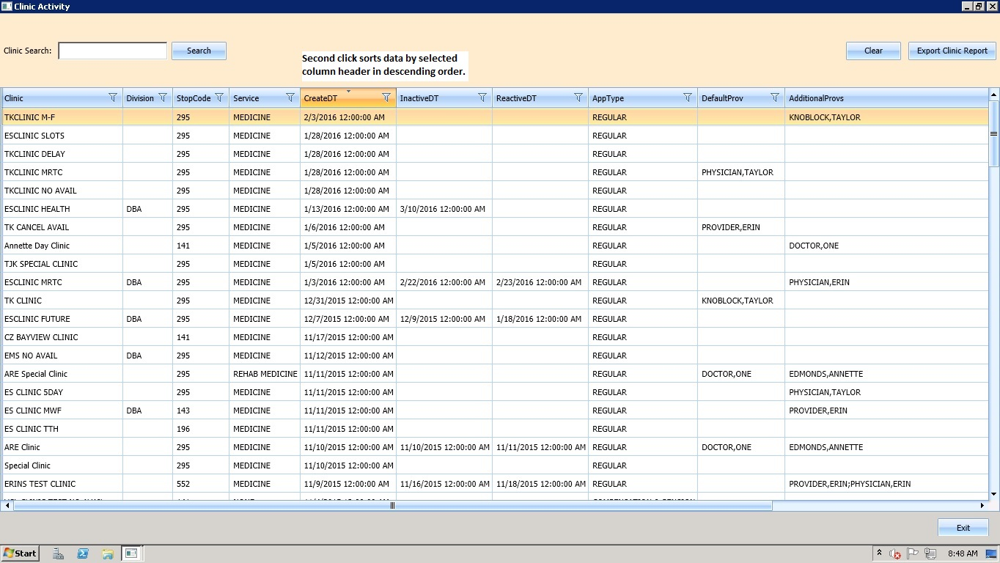 Clinic Activity
Clinic Search: Search Clear Export Clinic Report
Second click sorts data by selected
column header in descending order.
Clinic Division StopCode Service CreateDT InactiveDT ReactiveDT AppType DefaultProv AdditionalProvs
TKCLINIC M-F 295 MEDICINE 2/3/2016 12:00:00 AM REGULAR KNOBLOCK,TAYLOR
ESCLINIC SLOTS 295 MEDICINE 1/28/2016 12:00:00 AM REGULAR
TKCLINIC DELAY 295 MEDICINE 1/28/2016 12:00:00 AM REGULAR
TKCLINIC MRTC 295 MEDICINE 1/28/2016 12:00:00 AM REGULAR PHYSICIAN,TAYLOR
TKCLINIC NO AVAIL 295 MEDICINE 1/28/2016 12:00:00 AM REGULAR
ESCLINIC HEALTH DBA 295 MEDICINE 1/13/2016 12:00:00 AM 3/10/2016 12:00:00 AM REGULAR
TK CANCEL AVAIL 295 MEDICINE 1/6/2016 12:00:00 AM REGULAR PROVIDER,ERIN
Annette Day Clinic 141 MEDICINE 1/5/2016 12:00:00 AM REGULAR DOCTOR,ONE
TJK SPECIAL CLINIC 295 MEDICINE 1/5/2016 12:00:00 AM REGULAR
ESCLINIC MRTC DBA 295 MEDICINE 1/3/2016 12:00:00 AM 2/22/2016 12:00:00 AM 2/23/2016 12:00:00 AM REGULAR PHYSICIAN,ERIN
TK CLINIC 295 MEDICINE 12/31/2015 12:00:00 AM REGULAR KNOBLOCK,TAYLOR
ESCLINIC FUTURE DBA 295 MEDICINE 12/7/2015 12:00:00 AM 12/9/2015 12:00:00 AM 1/18/2016 12:00:00 AM REGULAR
CZ BAYVIEW CLINIC 141 MEDICINE 11/17/2015 12:00:00 AM REGULAR
EMS NO AVAIL DBA 295 MEDICINE 11/12/2015 12:00:00 AM REGULAR
ARE Special Clinic 295 REHAB MEDICINE 11/11/2015 12:00:00 AM REGULAR DOCTOR,ONE EDMONDS,ANNETTE
ES CLINIC 5DAY 295 MEDICINE 11/11/2015 12:00:00 AM REGULAR PHYSICIAN,TAYLOR
ES CLINIC MWF DBA 143 MEDICINE 11/11/2015 12:00:00 AM REGULAR PROVIDER,ERIN
ES CLINIC TTH 196 MEDICINE 11/11/2015 12:00:00 AM REGULAR
ARE Clinic 295 MEDICINE 11/10/2015 12:00:00 AM 11/10/2015 12:00:00 AM 11/11/2015 12:00:00 AM REGULAR DOCTOR,ONE EDMONDS,ANNETTE
Special Clinic 295 MEDICINE 11/10/2015 12:00:00 AM REGULAR
ERINS TEST CLINIC 552 MEDICINE 11/9/2015 12:00:00 AM 11/16/2015 12:00:00 AM 11/18/2015 12:00:00 AM REGULAR PROVIDER,ERIN;PHYSICIAN,ERIN
Exit
Start 8:48 AM